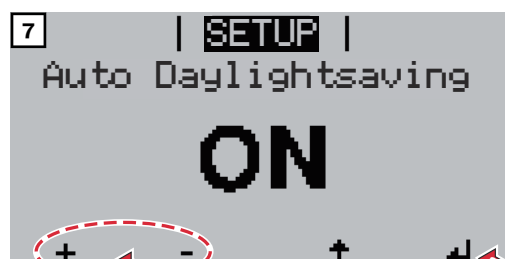 7
| SETUP |
Auto Daylightsaving
ON
+ - ↑ ↵